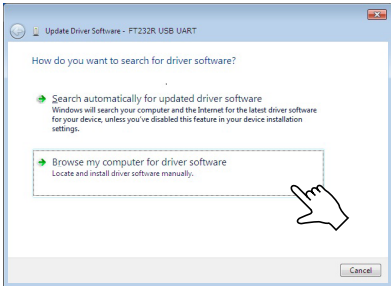 Update Driver Software - FT232R USB UART
How do you want to search for driver software?
Search automatically for updated driver software
Windows will search your computer and the Internet for the latest driver software
for your device, unless you've disabled this feature in your device installation
settings.
Browse my computer for driver software
Locate and install driver software manually.
Cancel